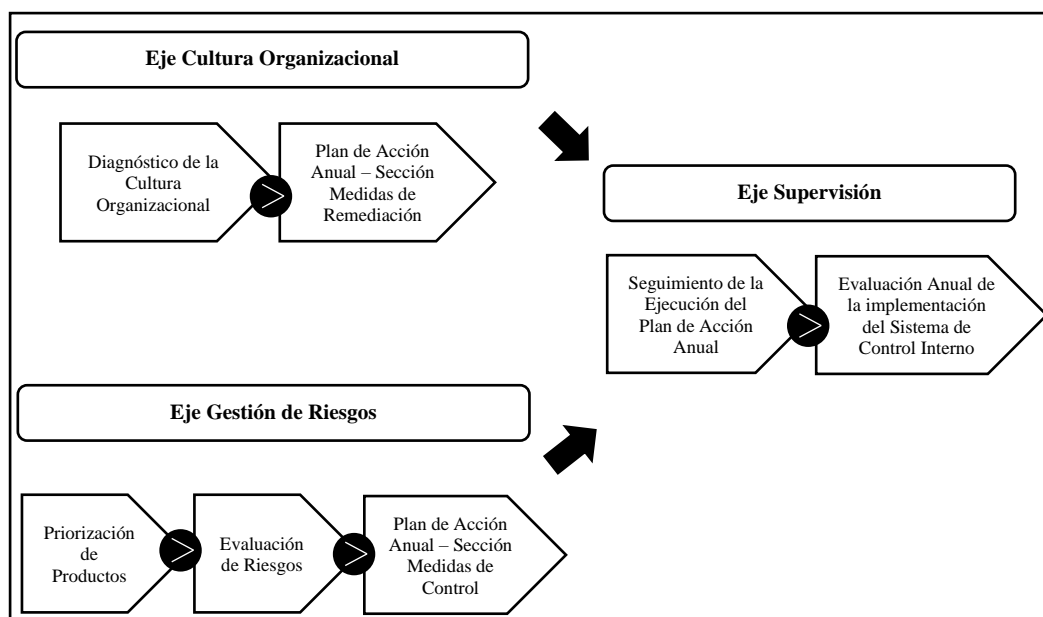 Eje Cultura Organizacional
Diagnóstico de la
Cultura
Organizacional
>
Plan de Acción
Anual – Sección
Medidas de
Remediación
Eje Supervisión
Seguimiento de la
Ejecución del
Plan de Acción
Anual
>
Evaluación Anual de
la implementación
del Sistema de
Control Interno
Eje Gestión de Riesgos
Priorización
de
Productos
>
Evaluación
de Riesgos
>
Plan de Acción
Anual – Sección
Medidas de
Control